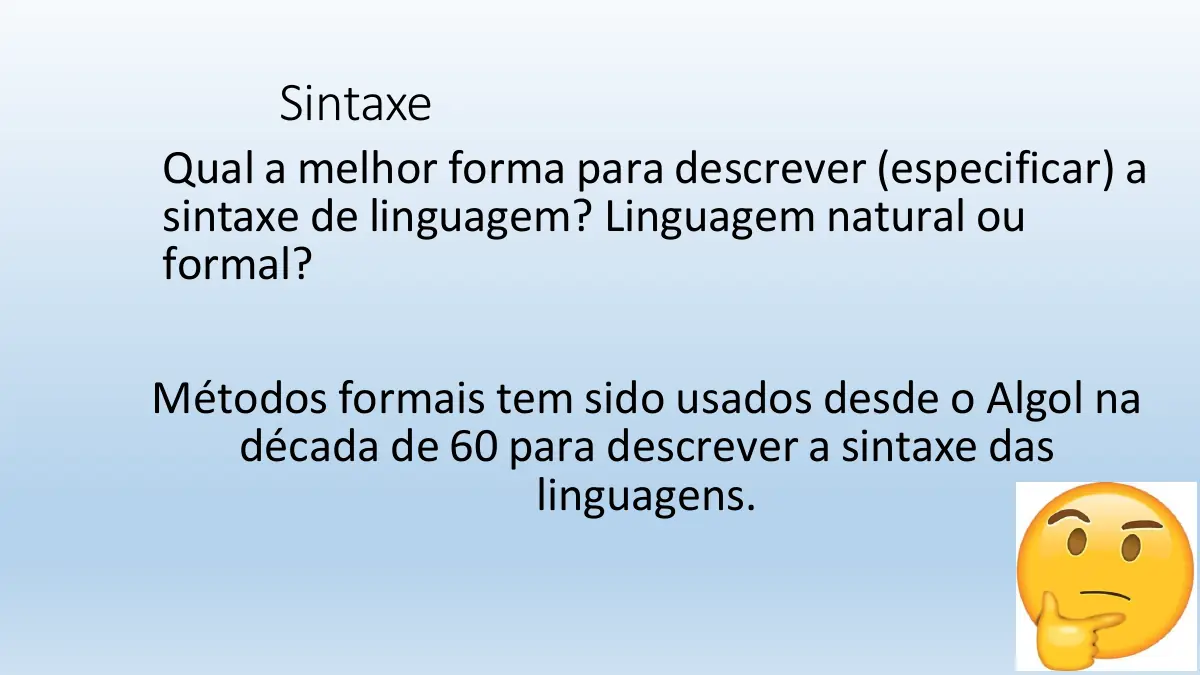 Sintaxe
Qual a melhor forma para descrever (especificar) a
sintaxe de linguagem? Linguagem natural ou
formal?
Métodos formais tem sido usados desde o Algol na
década de 60 para descrever a sintaxe das
linguagens.